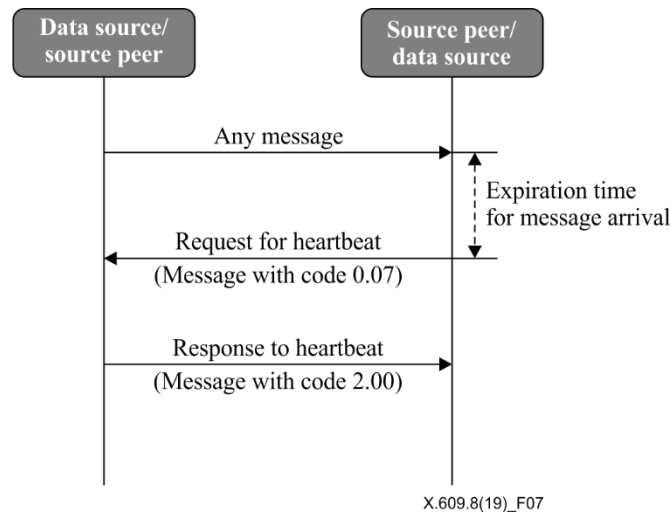 Data source/
source peer
Source peer/
data source
Any message
Expiration time
for message arrival
Request for heartbeat
(Message with code 0.07)
Response to heartbeat
(Message with code 2.00)
X.609.8(19)_F07